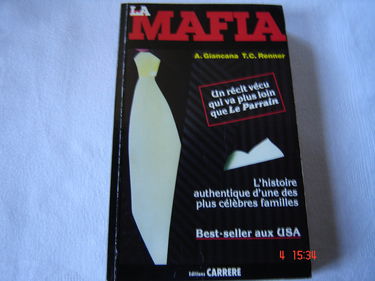 LA
MAFIA
A. Giancana T.C. Renner
Un récit vécu
qui va plus loin
que Le Parrain
L'histoire
authentique d'une des
plus célèbres familles
Best-seller aux USA
Editions CARRERE
4 15:34